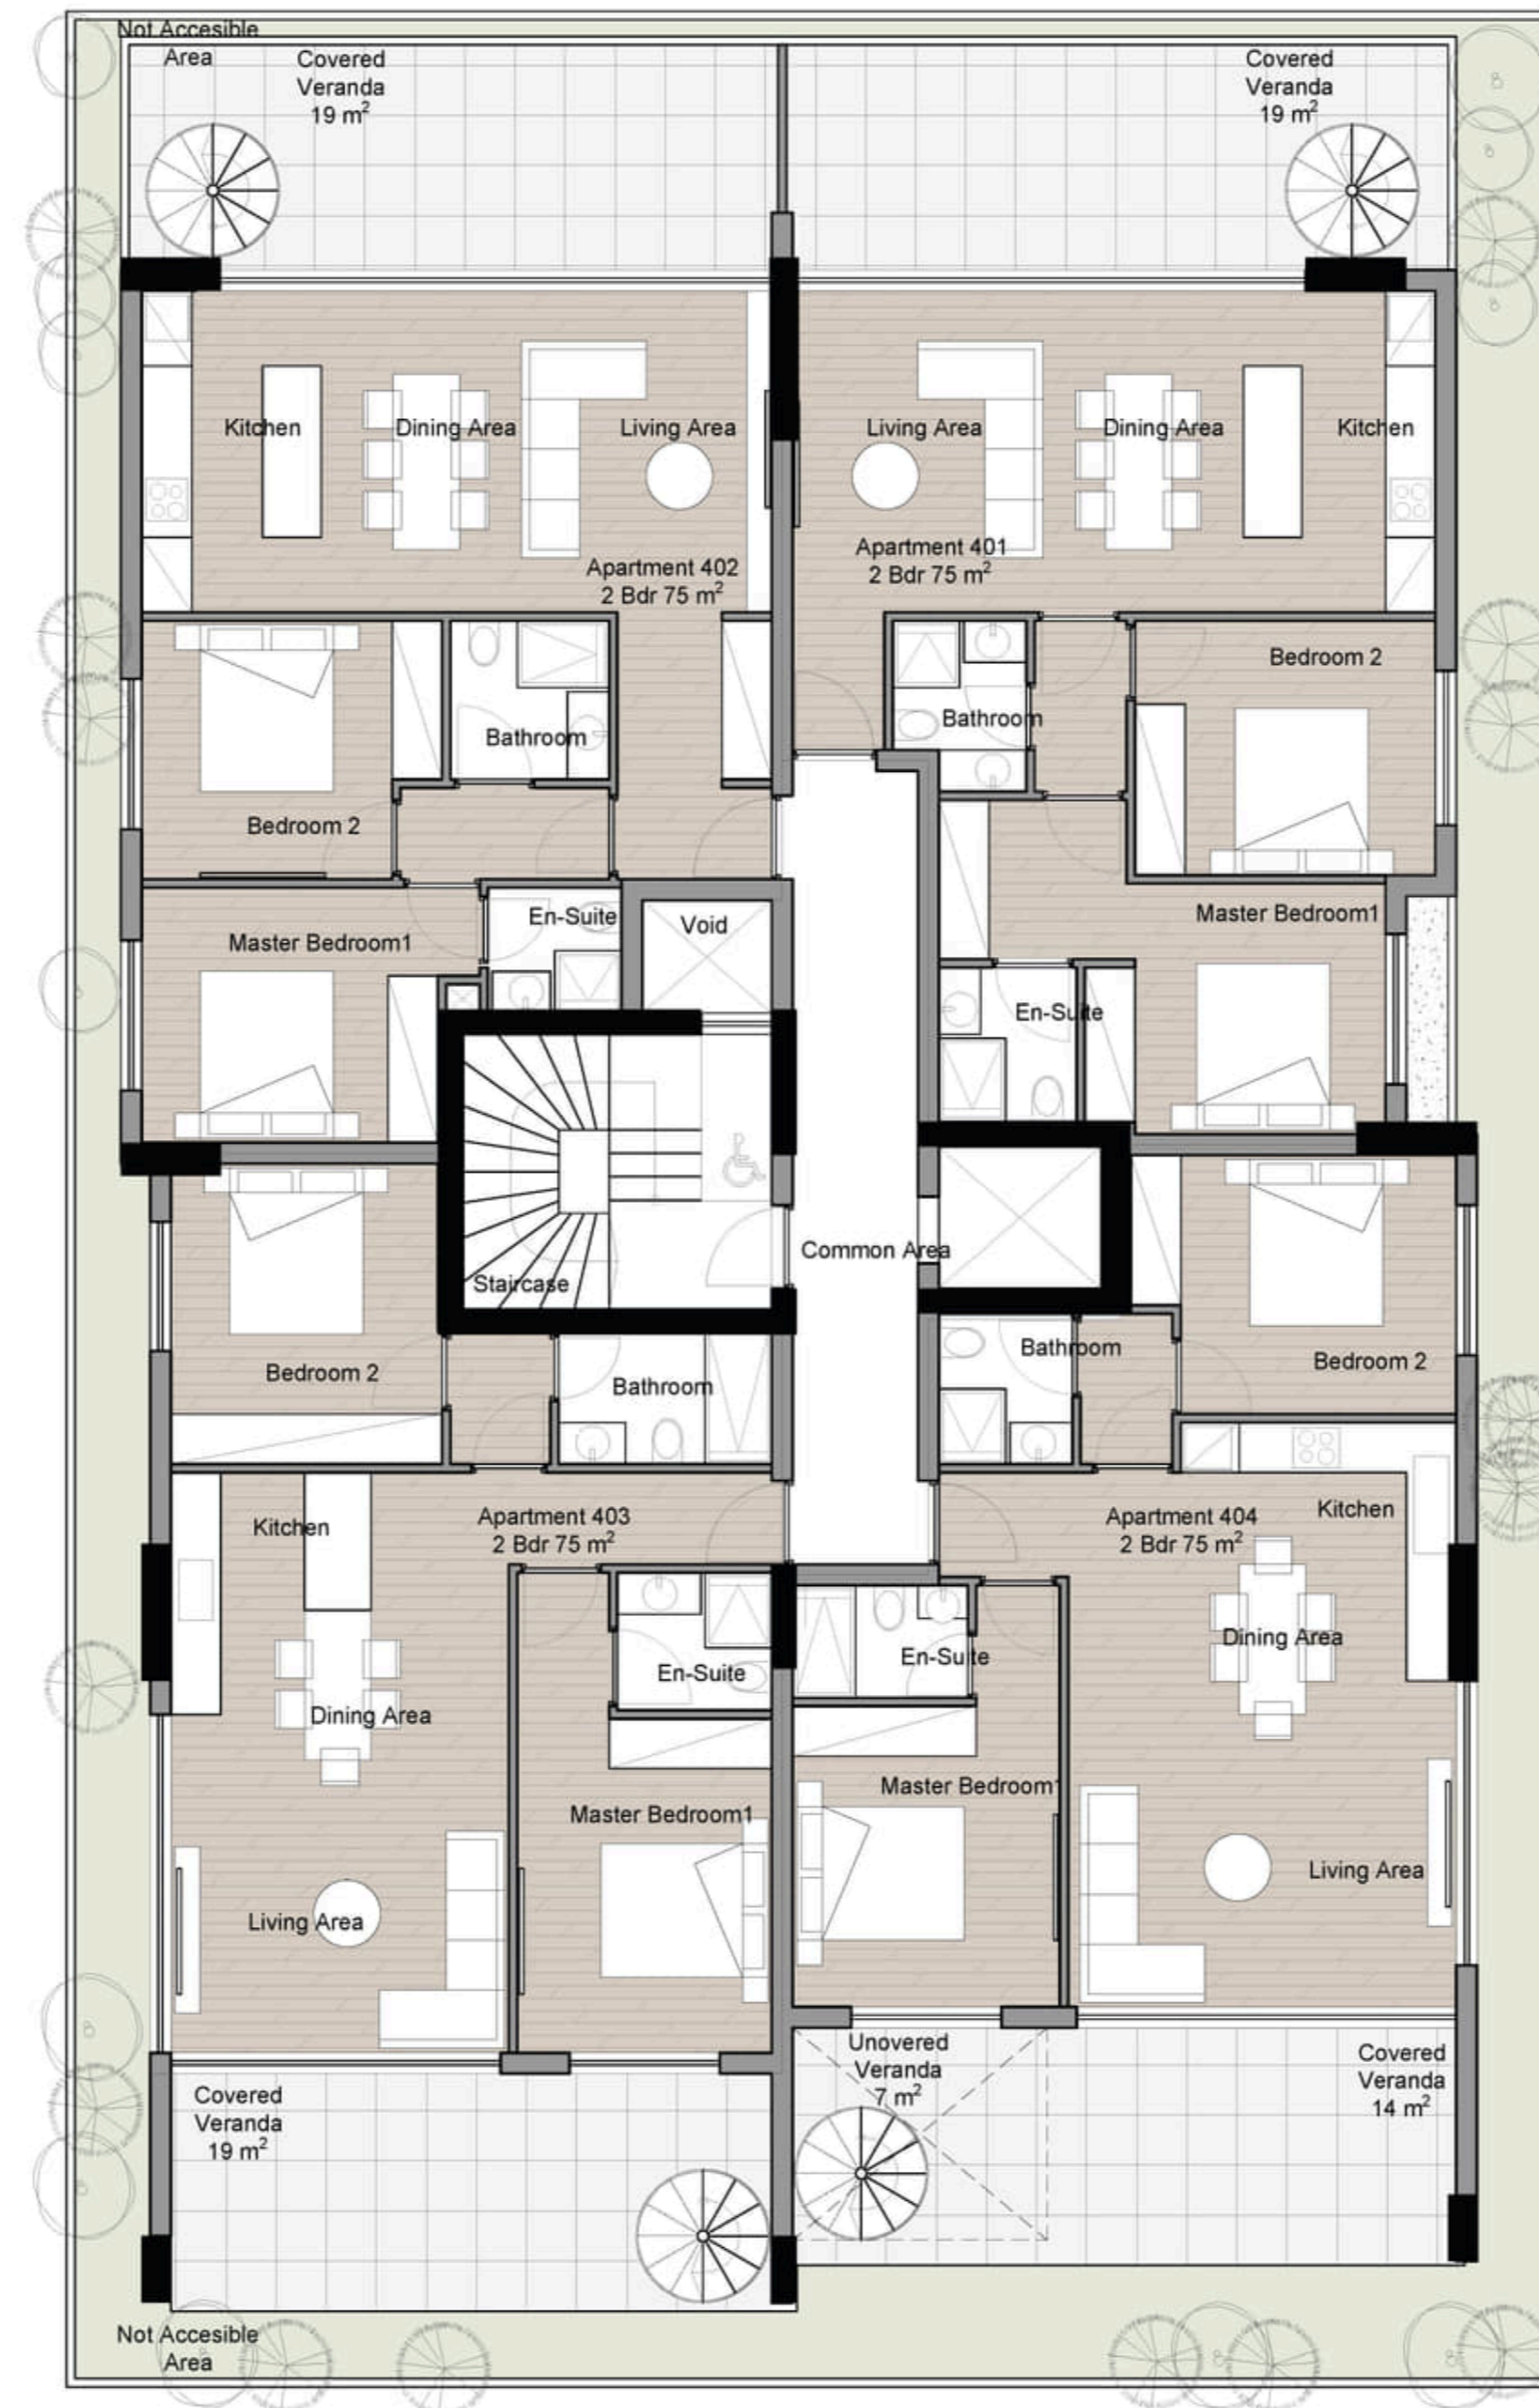 Not Accesible
Area
Covered
Veranda
19 m²
Covered
Veranda
19 m²
Kitchen
Dining Area
Living Area
Living Area
Dining Area
Kitchen
Apartment 402
2 Bdr 75 m²
Apartment 401
2 Bdr 75 m²
Bedroom 2
Bathroom
Bathroom
Bedroom 2
Master Bedroom1
En-Suite
Void
Master Bedroom1
En-Suite
Staircase
Common Area
Bedroom 2
Bathroom
Bathroom
Bedroom 2
Kitchen
Apartment 403
2 Bdr 75 m²
Apartment 404
2 Bdr 75 m²
Kitchen
Dining Area
En-Suite
En-Suite
Dining Area
Master Bedroom1
Master Bedroom1
Living Area
Living Area
Covered
Veranda
19 m²
Unovered
Veranda
7 m²
Covered
Veranda
14 m²
Not Accesible
Area